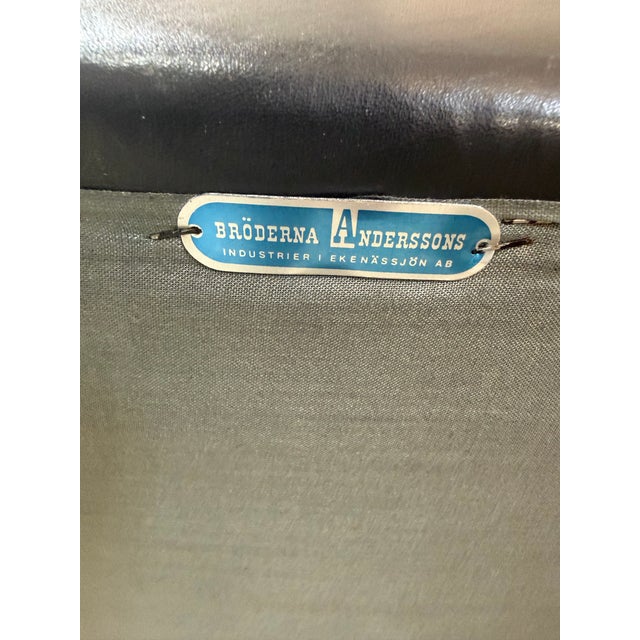 BRÖDERNA ANDERSSONS
INDUSTRIER I EKENÄSSJÖN AB